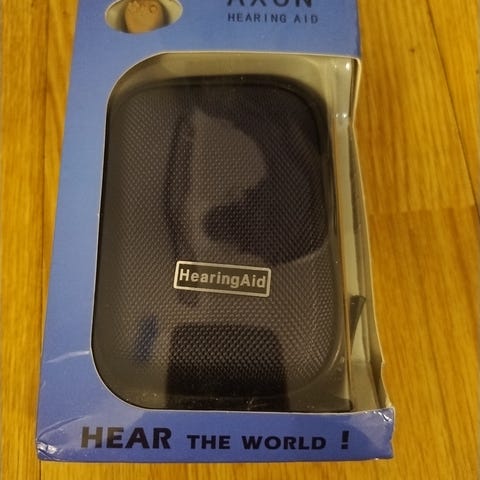 AXON
HEARING AID
HearingAid
HEAR THE WORLD !